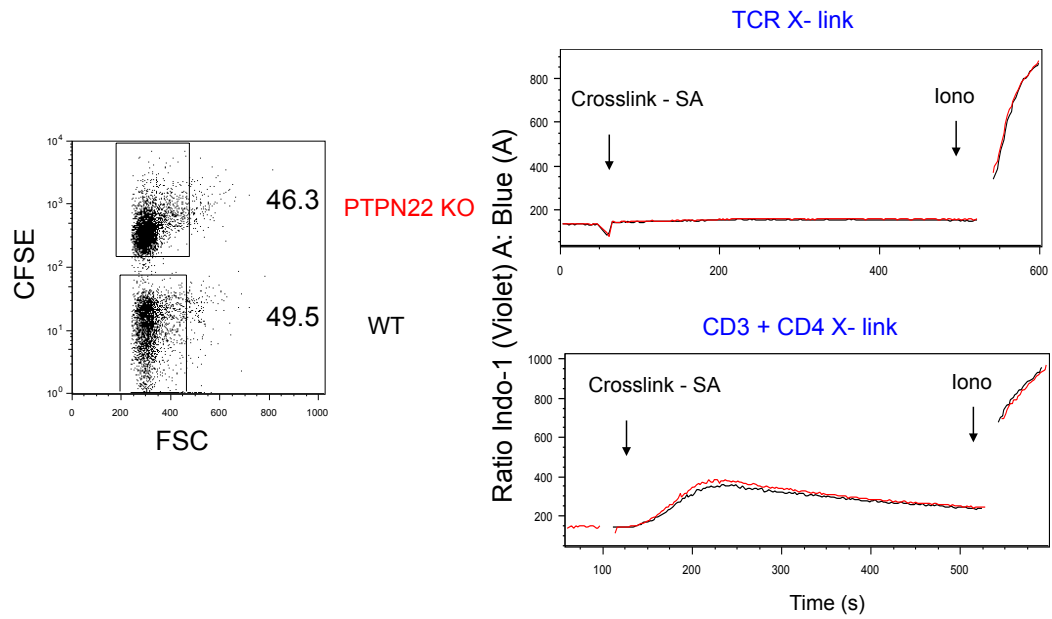 TCR X- link
Crosslink - SA
Iono
800
600
400
200
0
200
400
600
CFSE
10^4
10^3
10^2
10^1
10^0
0
200
400
600
800
1000
FSC
46.3
PTPN22 KO
49.5
WT
Ratio Indo-1 (Violet) A: Blue (A)
CD3 + CD4 X- link
Crosslink - SA
Iono
1000
800
600
400
200
100
200
300
400
500
Time (s)